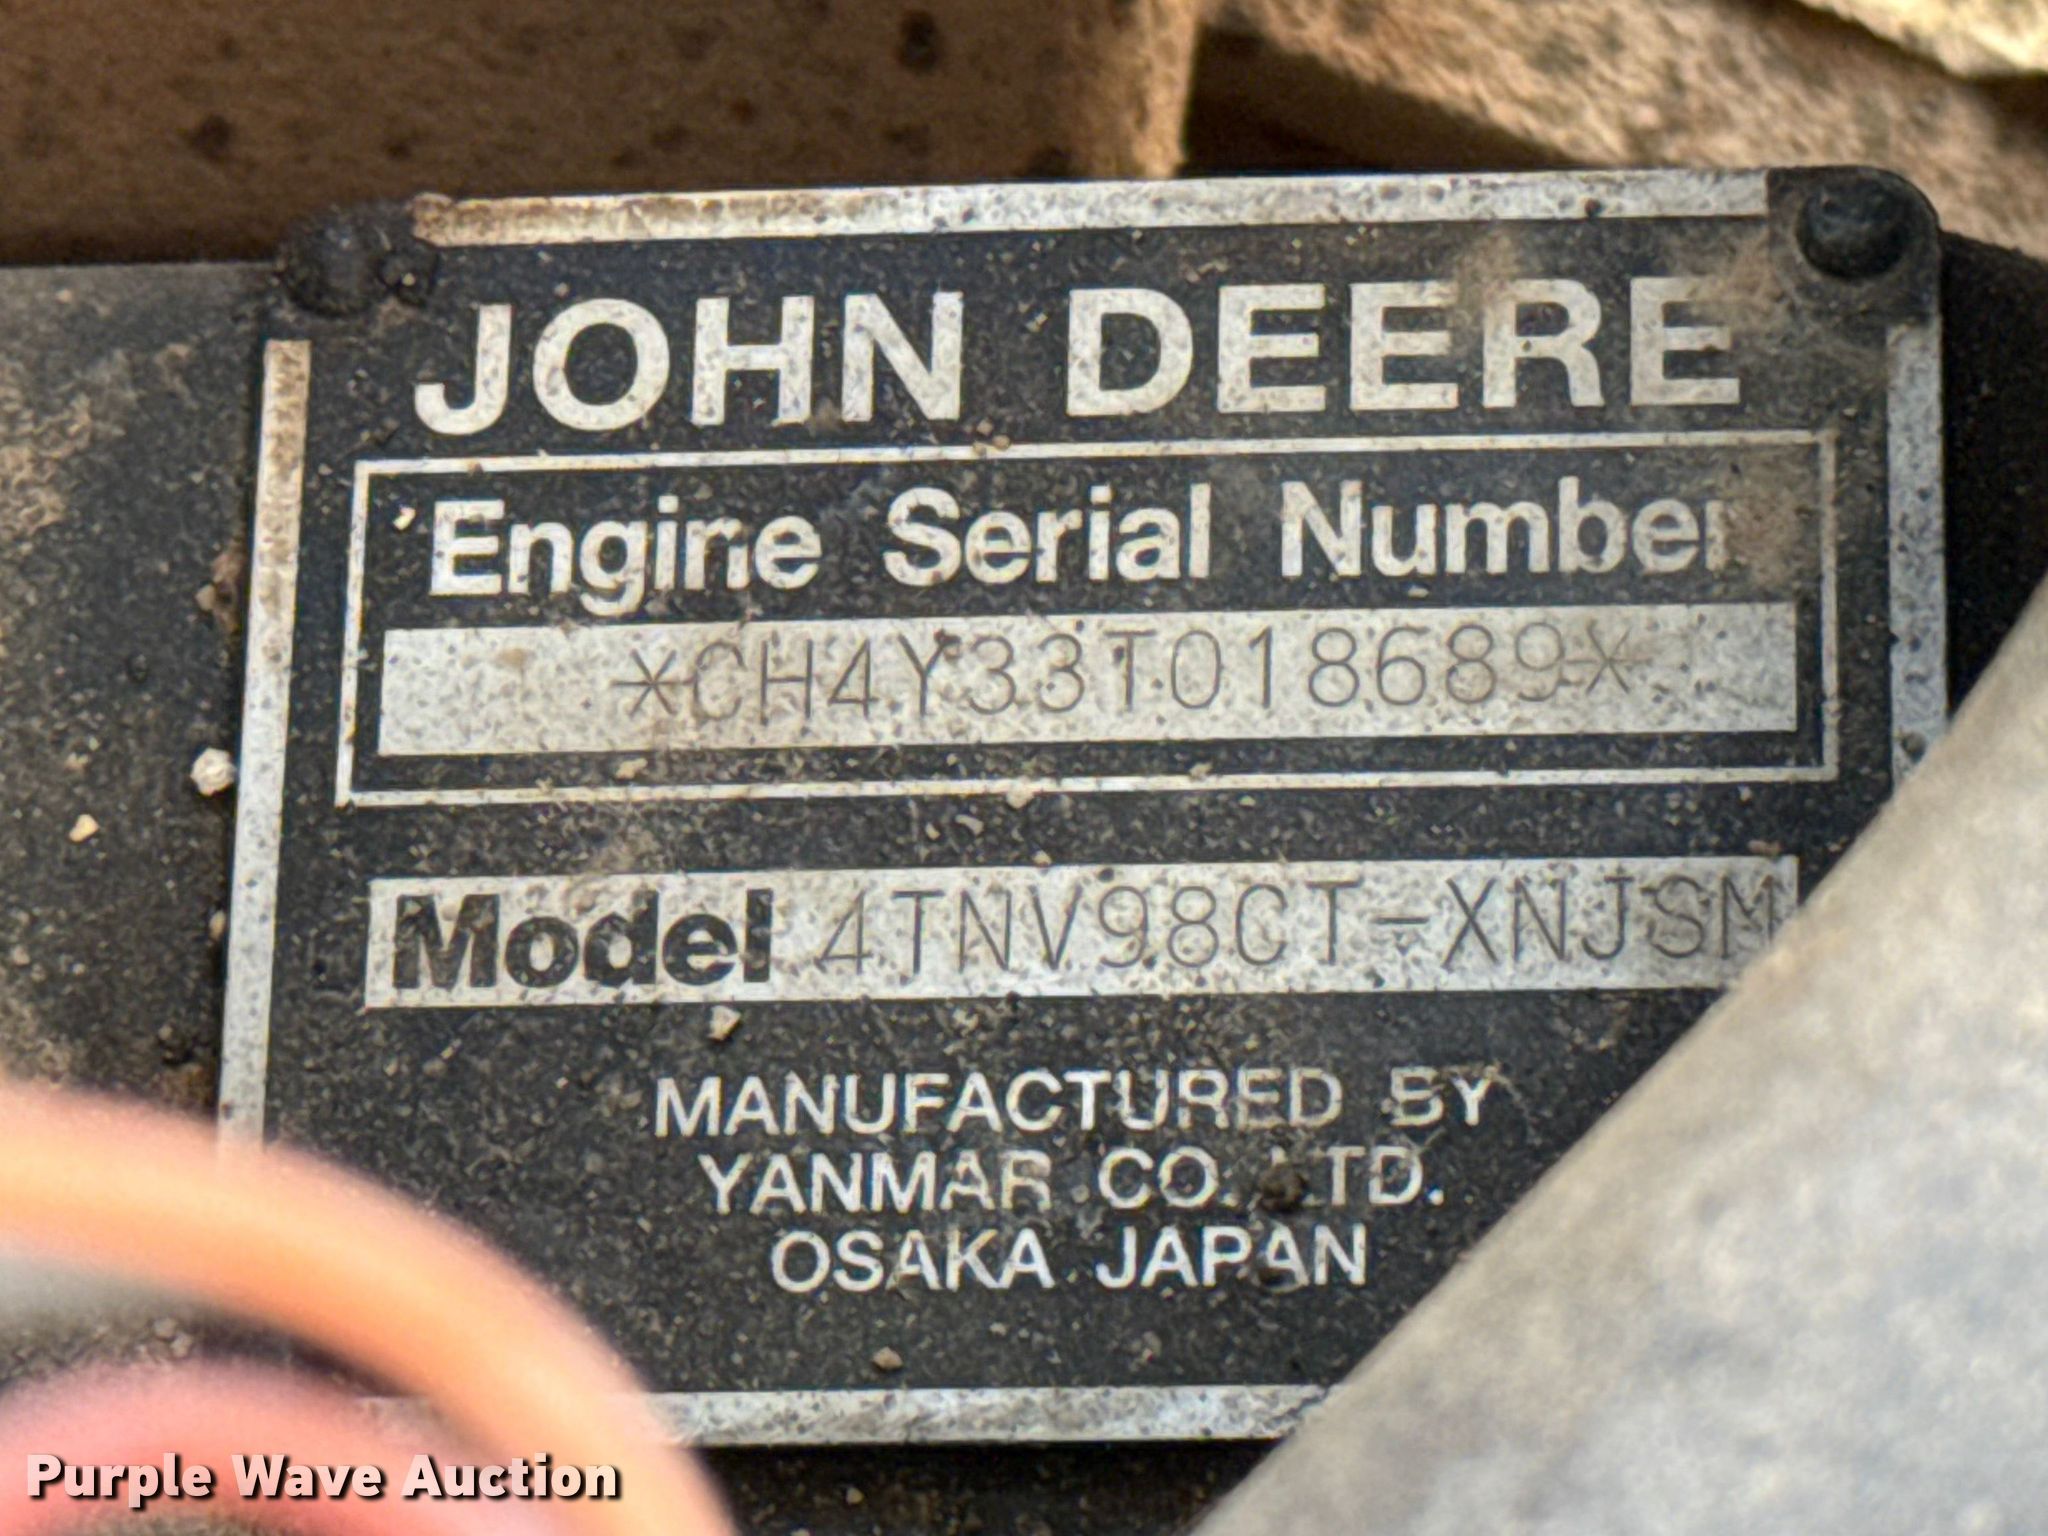 JOHN DEERE
Engine Serial Number
*CH4Y33T018689*
Model 4TNV98CT-XNJSM
MANUFACTURED BY
YANMAR CO. LTD.
OSAKA JAPAN
Purple Wave Auction